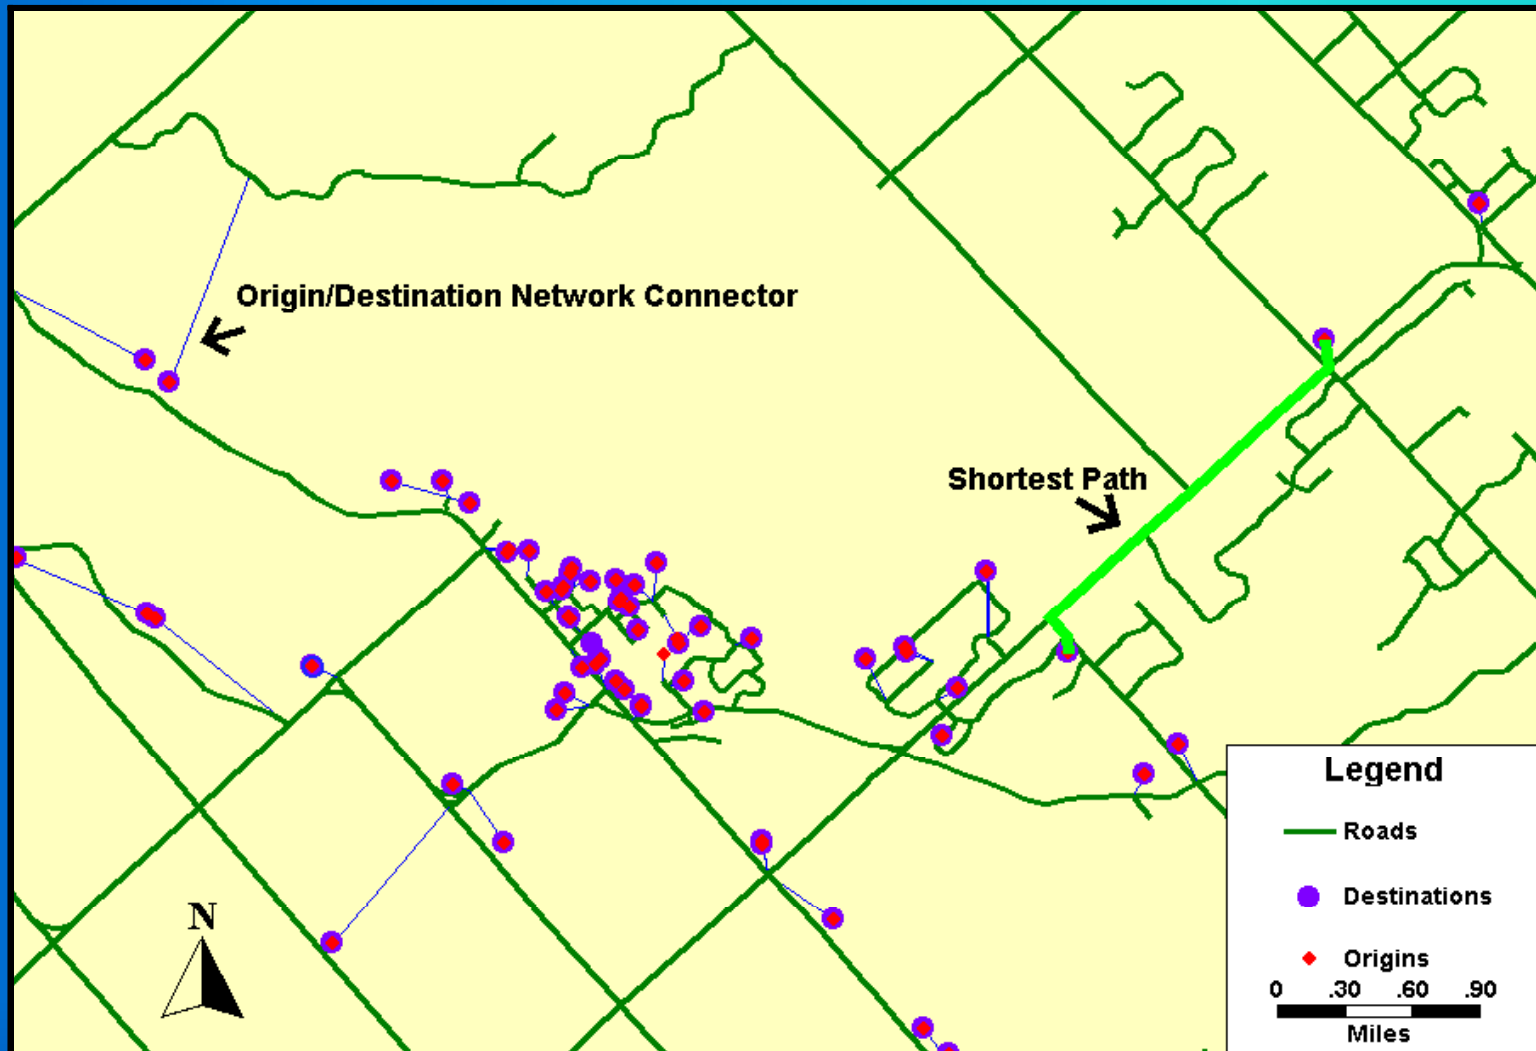 Origin/Destination Network Connector
Shortest Path
N
Legend
Roads
Destinations
Origins
0 .30 .60 .90
Miles